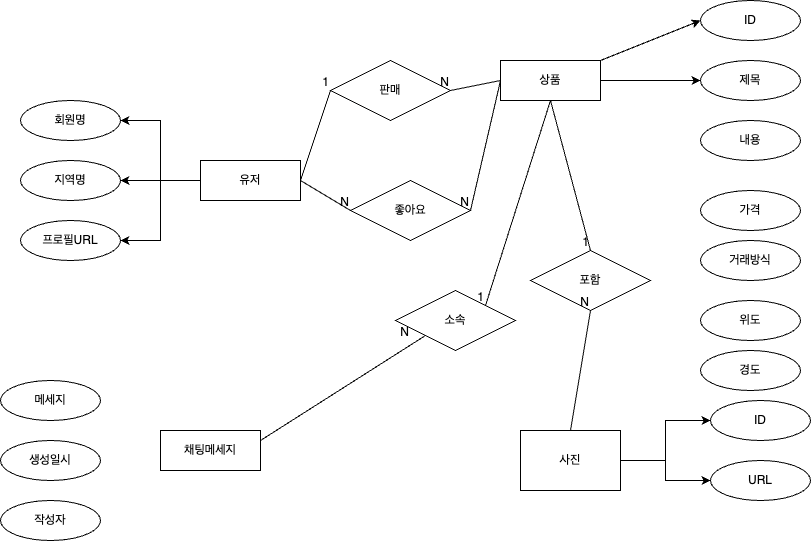 ID
1
판매
N
상품
제목
회원명
내용
지역명
유저
N
좋아요
N
가격
프로필URL
1
거래방식
포함
1
N
소속
위도
N
경도
메세지
ID
채팅메세지
생성일시
사진
URL
작성자